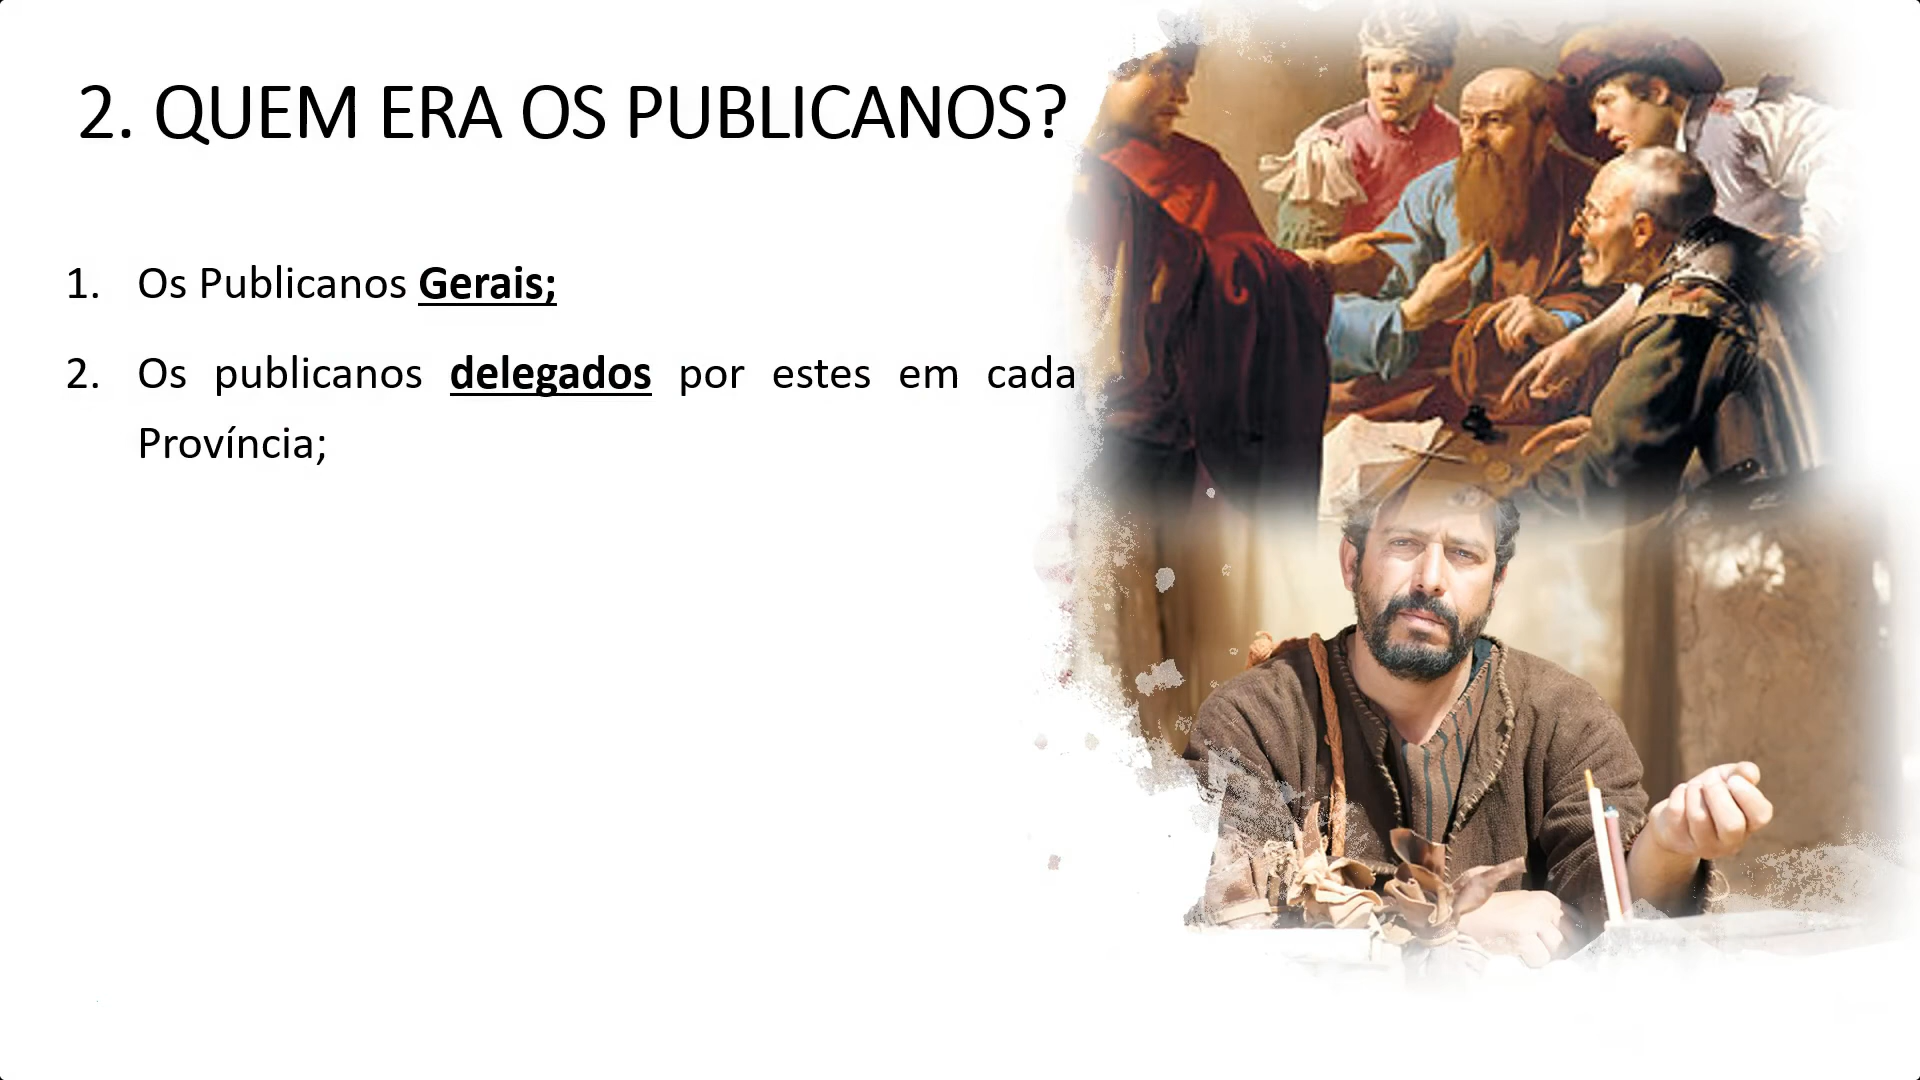 2. QUEM ERA OS PUBLICANOS?
1. Os Publicanos Gerais;
2. Os publicanos delegados por estes em cada
Província;